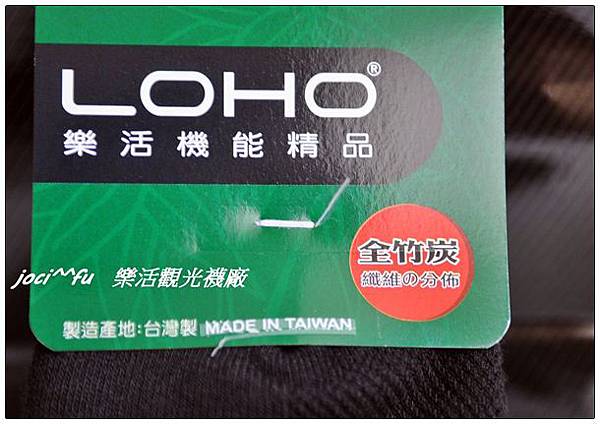 LOHO®
樂活機能精品
全竹炭
纖維の分佈
joci^^fu 樂活觀光襪廠
製造產地:台灣製 MADE IN TAIWAN